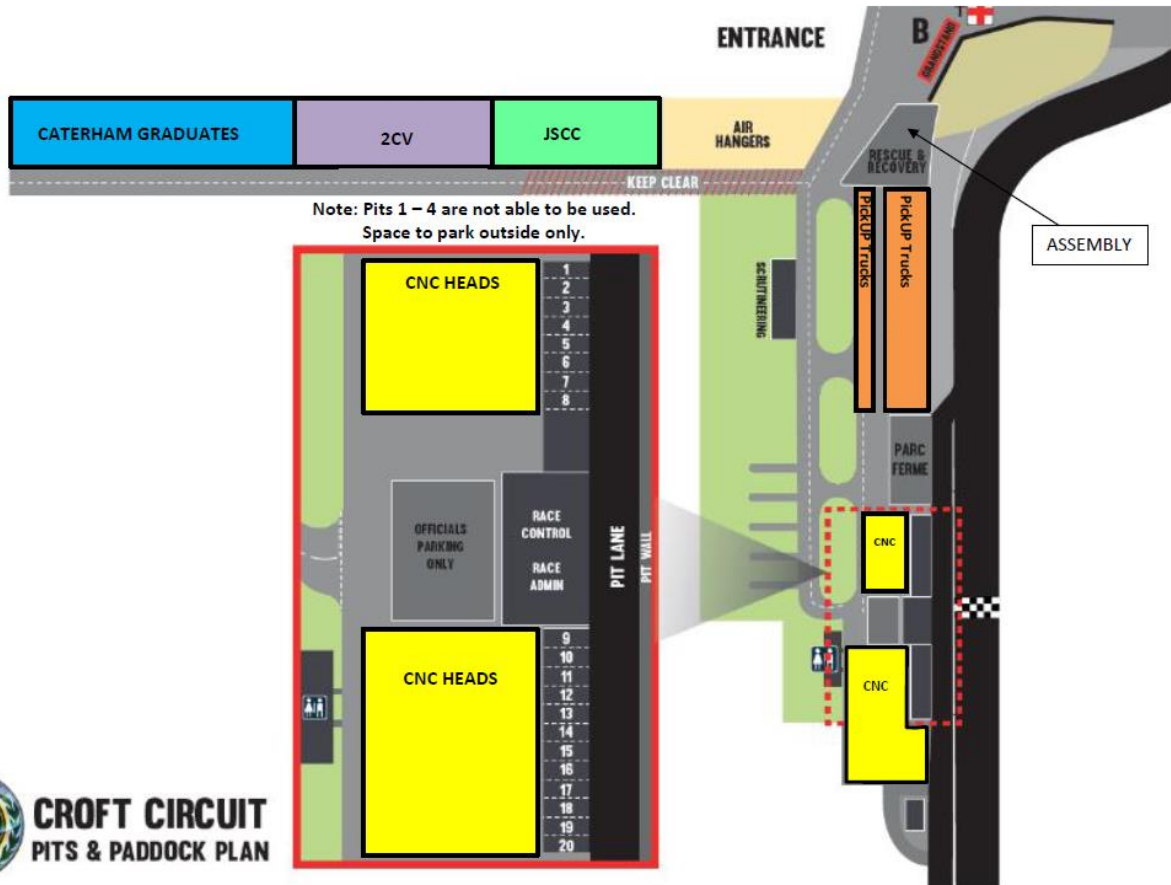 ENTRANCE
B
GRANDSTAND
CATERHAM GRADUATES
2CV
JSCC
AIR
HANGERS
RESCUE &
RECOVERY
KEEP CLEAR
Note: Pits 1 – 4 are not able to be used.
Space to park outside only.
PickUP Trucks
PickUP Trucks
ASSEMBLY
SCRUTINEERING
CNC HEADS
1
2
3
4
5
6
7
8
PARC
FERME
OFFICIALS
PARKING
ONLY
RACE
CONTROL
RACE
ADMIN
PIT LANE
PIT WALL
CNC
CNC HEADS
9
10
11
12
13
14
15
16
17
18
19
20
CNC
CROFT CIRCUIT
PITS & PADDOCK PLAN